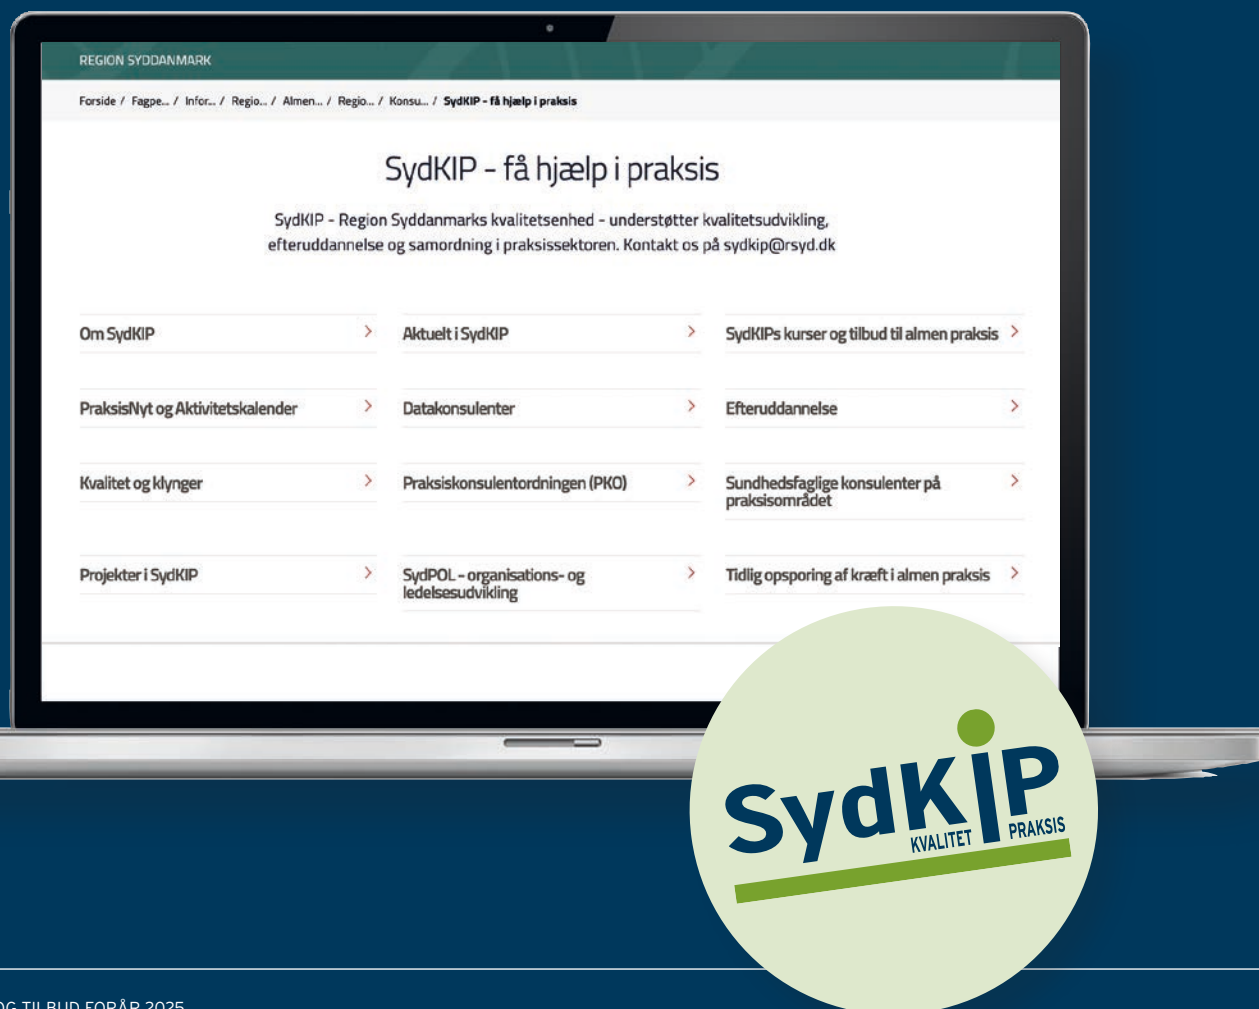 REGION SYDDANMARK
Forside / Fagpe... / Infor... / Regio... / Almen... / Regio... / Konsu... / SydKIP - få hjælp i praksis
SydKIP - få hjælp i praksis
SydKIP - Region Syddanmarks kvalitetsenhed - understøtter kvalitetsudvikling,
efteruddannelse og samordning i praksissektoren. Kontakt os på sydkip@rsyd.dk
Om SydKIP
Aktuelt i SydKIP
SydKIPs kurser og tilbud til almen praksis
PraksisNyt og Aktivitetskalender
Datakonsulenter
Efteruddannelse
Kvalitet og klynger
Praksiskonsulentordningen (PKO)
Sundhedsfaglige konsulenter på
praksisområdet
Projekter i SydKIP
SydPOL – organisations- og
ledelsesudvikling
Tidlig opsporing af kræft i almen praksis
SydKiP
KVALITET PRAKSIS
OG TILBUD FORÅR 2025